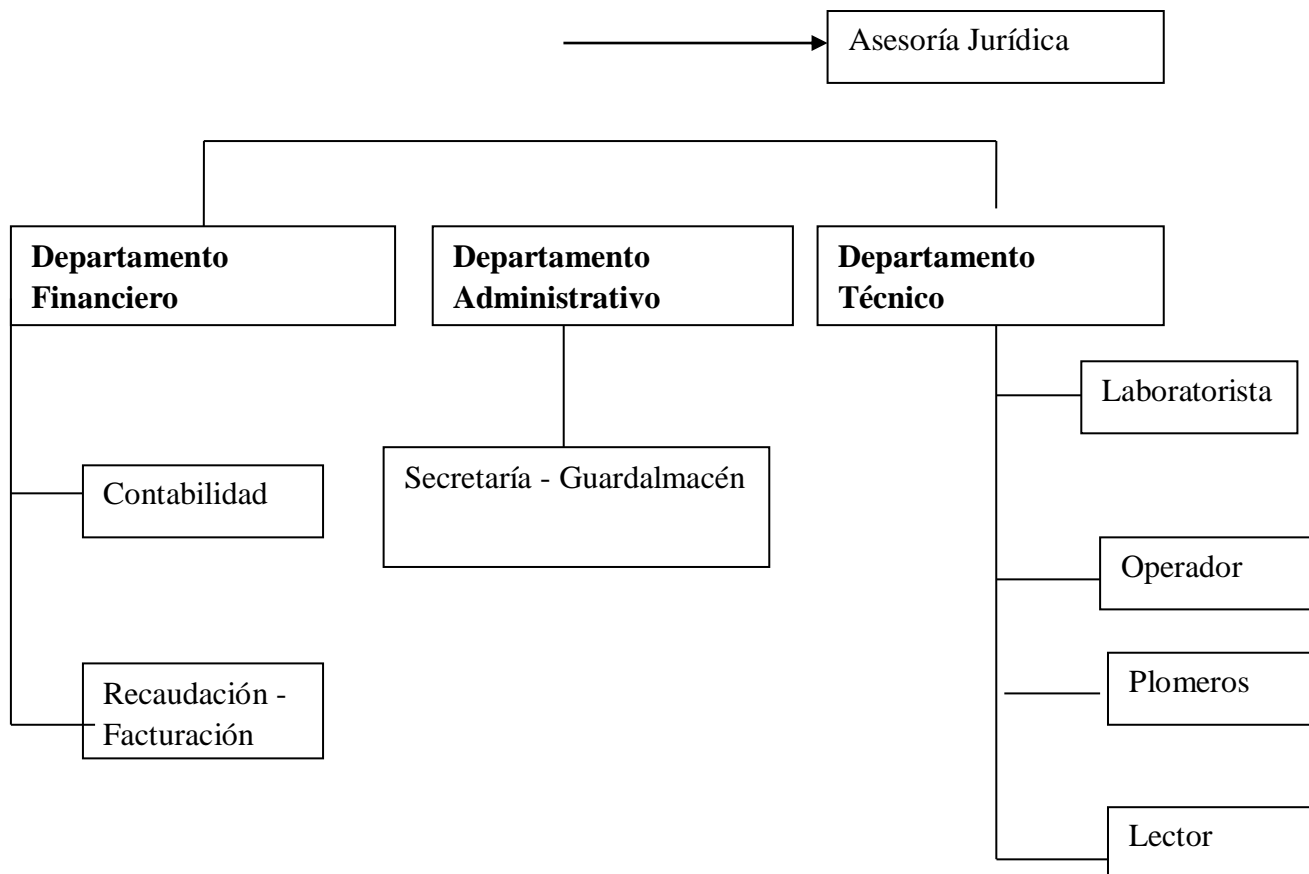 Asesoría Jurídica
Departamento
Financiero
Departamento
Administrativo
Departamento
Técnico
Laboratorista
Contabilidad
Secretaría - Guardalmacén
Operador
Recaudación -
Facturación
Plomeros
Lector